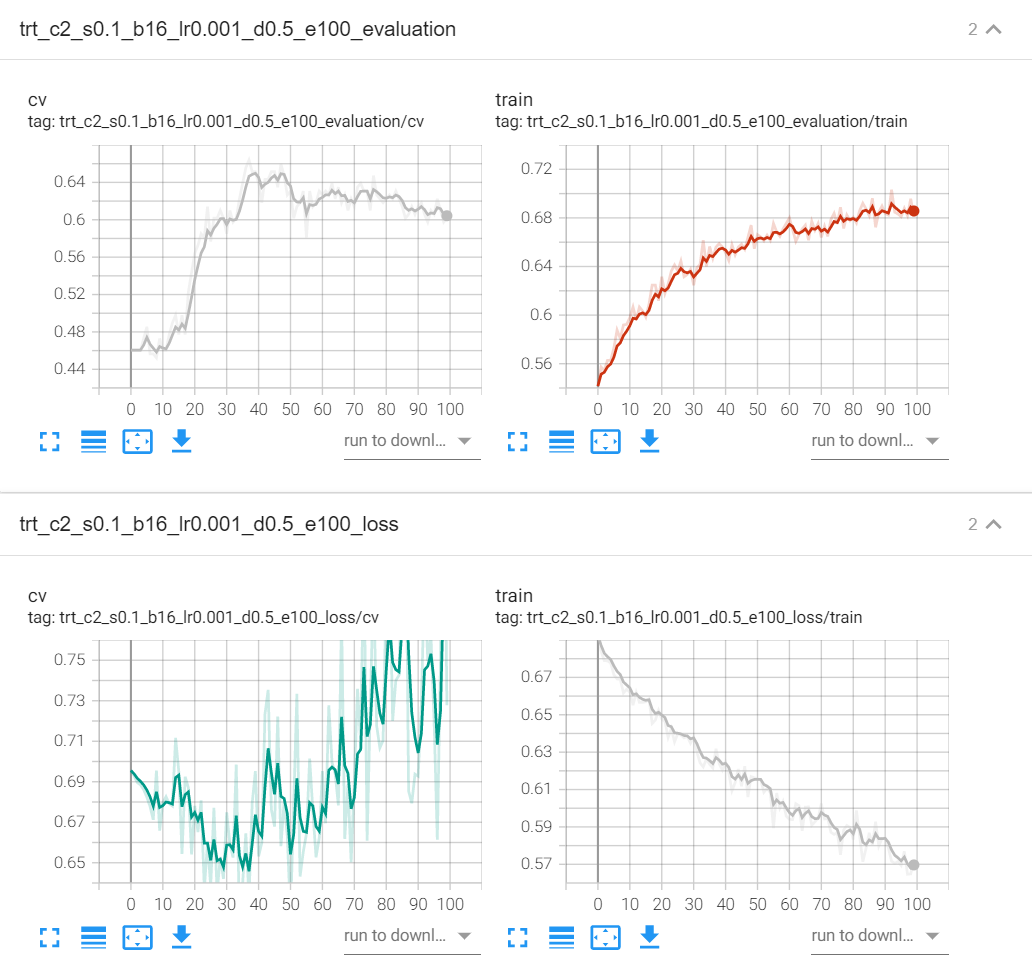 trt_c2_s0.1_b16_lr0.001_d0.5_e100_evaluation
2
cv
tag: trt_c2_s0.1_b16_lr0.001_d0.5_e100_evaluation/cv
0.64
0.6
0.56
0.52
0.48
0.44
0 10 20 30 40 50 60 70 80 90 100
run to downl...
train
tag: trt_c2_s0.1_b16_lr0.001_d0.5_e100_evaluation/train
0.72
0.68
0.64
0.6
0.56
0 10 20 30 40 50 60 70 80 90 100
run to downl...
trt_c2_s0.1_b16_lr0.001_d0.5_e100_loss
2
cv
tag: trt_c2_s0.1_b16_lr0.001_d0.5_e100_loss/cv
0.75
0.73
0.71
0.69
0.67
0.65
0 10 20 30 40 50 60 70 80 90 100
run to downl...
train
tag: trt_c2_s0.1_b16_lr0.001_d0.5_e100_loss/train
0.67
0.65
0.63
0.61
0.59
0.57
0 10 20 30 40 50 60 70 80 90 100
run to downl...